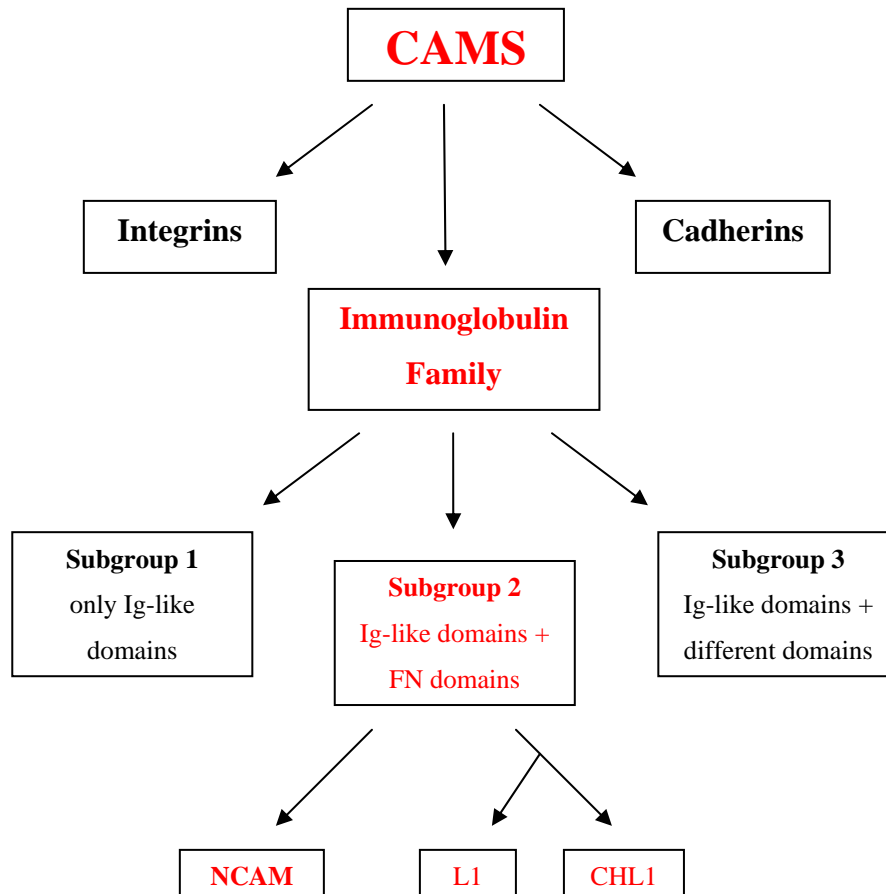 CAMS
Integrins
Cadherins
Immunoglobulin
Family
Subgroup 1
only Ig-like
domains
Subgroup 2
Ig-like domains +
FN domains
Subgroup 3
Ig-like domains +
different domains
NCAM
L1
CHL1